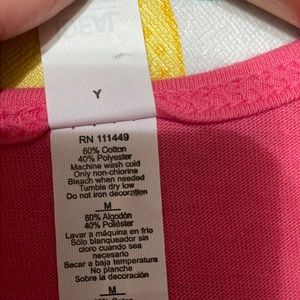 Y
RN 111449
60% Cotton
40% Polyester
Machine wash cold
Only non-chlorine
Bleach when needed
Tumble dry low
Do not iron decoration
M
60% Algodón
40% Poliéster
Lavar a máquina en frio
Sólo blanqueador sin
cloro cuando es
necesario
Secar a baja temperatura
No planche
Sobre la decoración
M